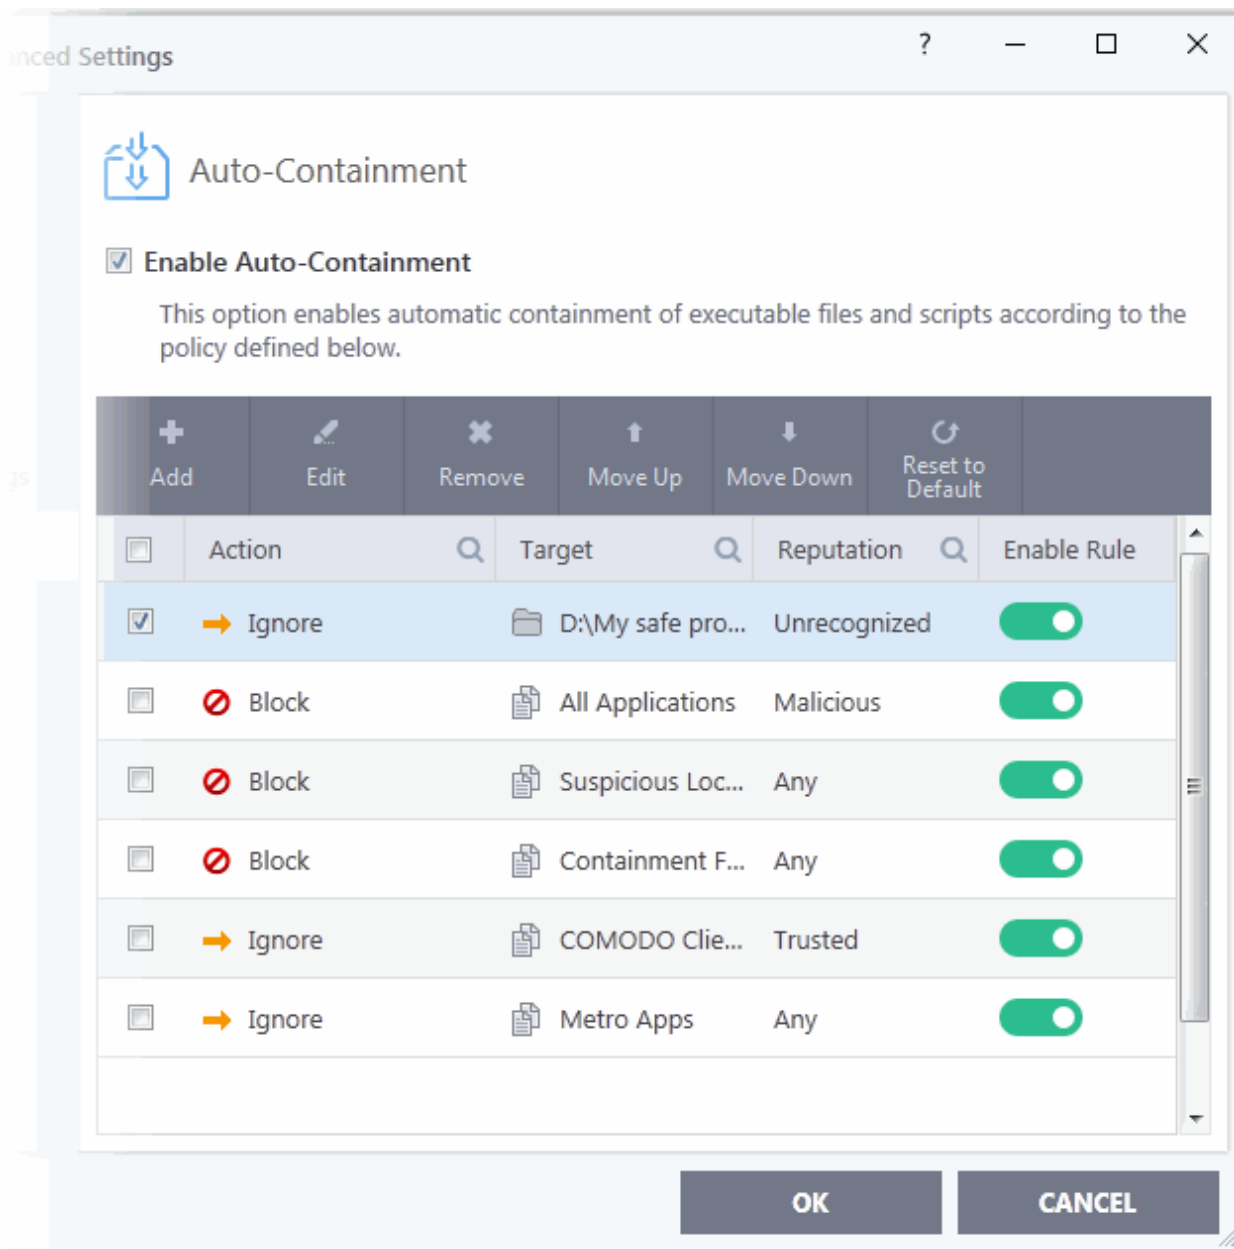 anced Settings
?
Auto-Containment
Enable Auto-Containment
This option enables automatic containment of executable files and scripts according to the
policy defined below.
Add Edit Remove Move Up Move Down Reset to Default
Action Target Reputation Enable Rule
Ignore D:\My safe pro... Unrecognized
Block All Applications Malicious
Block Suspicious Loc... Any
Block Containment F... Any
Ignore COMODO Clie... Trusted
Ignore Metro Apps Any
OK CANCEL